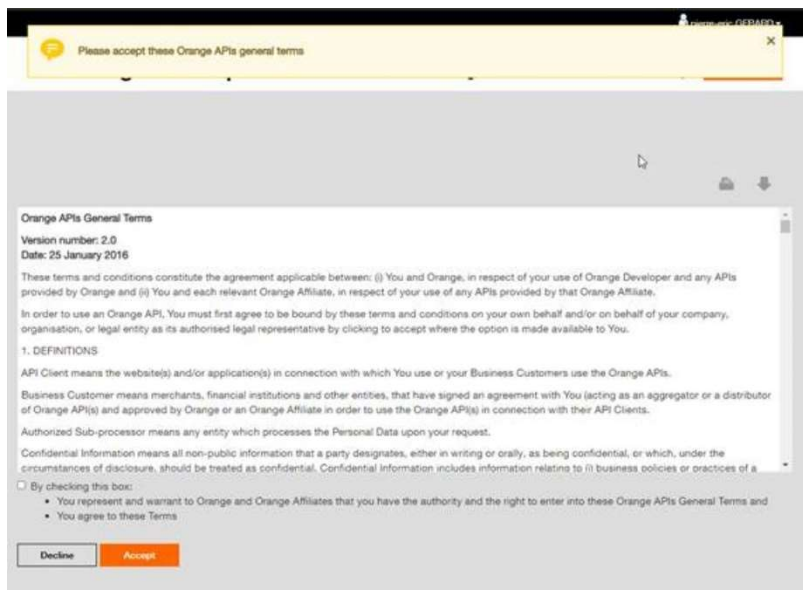 pierre-eric GEBARD
Please accept these Orange APIs general terms
×
Orange APIs General Terms
Version number: 2.0
Date: 25 January 2016
These terms and conditions constitute the agreement applicable between: (i) You and Orange, in respect of your use of Orange Developer and any APIs
provided by Orange and (ii) You and each relevant Orange Affiliate, in respect of your use of any APIs provided by that Orange Affiliate.
In order to use an Orange API, You must first agree to be bound by these terms and conditions on your own behalf and/or on behalf of your company,
organisation, or legal entity as its authorised legal representative by clicking to accept where the option is made available to You.
1. DEFINITIONS
API Client means the website(s) and/or application(s) in connection with which You use or your Business Customers use the Orange APIs.
Business Customer means merchants, financial institutions and other entities, that have signed an agreement with You (acting as an aggregator or a distributor
of Orange API(s) and approved by Orange or an Orange Affiliate in order to use the Orange API(s) in connection with their API Clients.
Authorized Sub-processor means any entity which processes the Personal Data upon your request.
Confidential Information means all non-public information that a party designates, either in writing or orally, as being confidential, or which, under the
circumstances of disclosure, should be treated as confidential. Confidential Information includes information relating to (i) business policies or practices of a
By checking this box:
• You represent and warrant to Orange and Orange Affiliates that you have the authority and the right to enter into these Orange APIs General Terms and
• You agree to these Terms
Decline
Accept